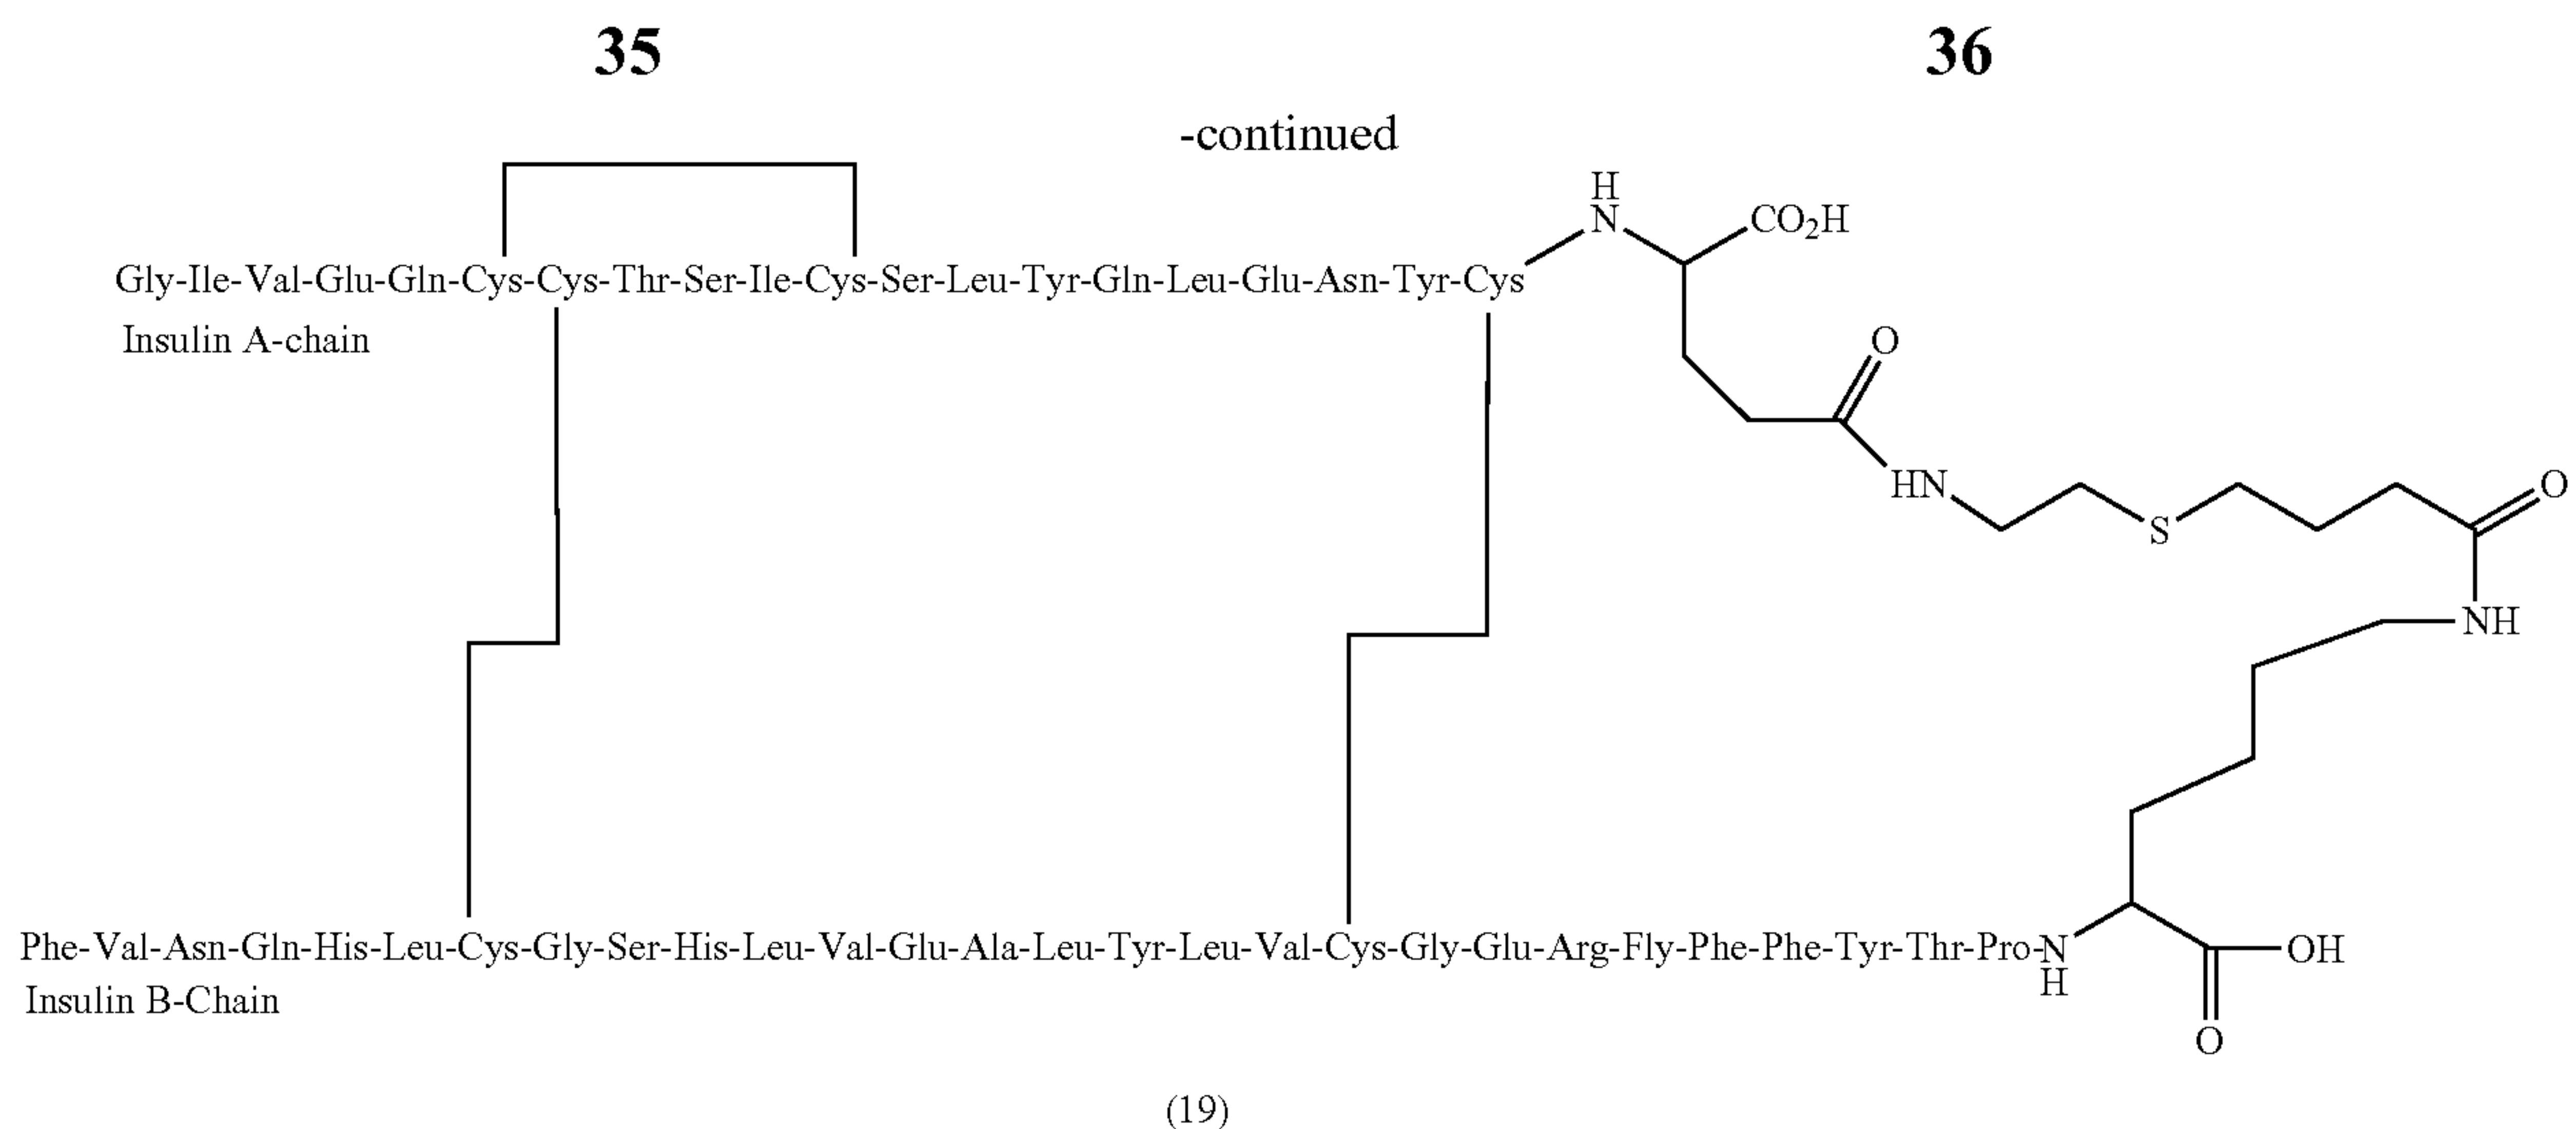 35 36
-continued
H
N CO2H
Gly-Ile-Val-Glu-Gln-Cys-Cys-Thr-Ser-Ile-Cys-Ser-Leu-Tyr-Gln-Leu-Glu-Asn-Tyr-Cys
Insulin A-chain
O
HN
S
O
NH
Phe-Val-Asn-Gln-His-Leu-Cys-Gly-Ser-His-Leu-Val-Glu-Ala-Leu-Tyr-Leu-Val-Cys-Gly-Glu-Arg-Fly-Phe-Phe-Tyr-Thr-Pro-N
H
OH
Insulin B-Chain
O
(19)